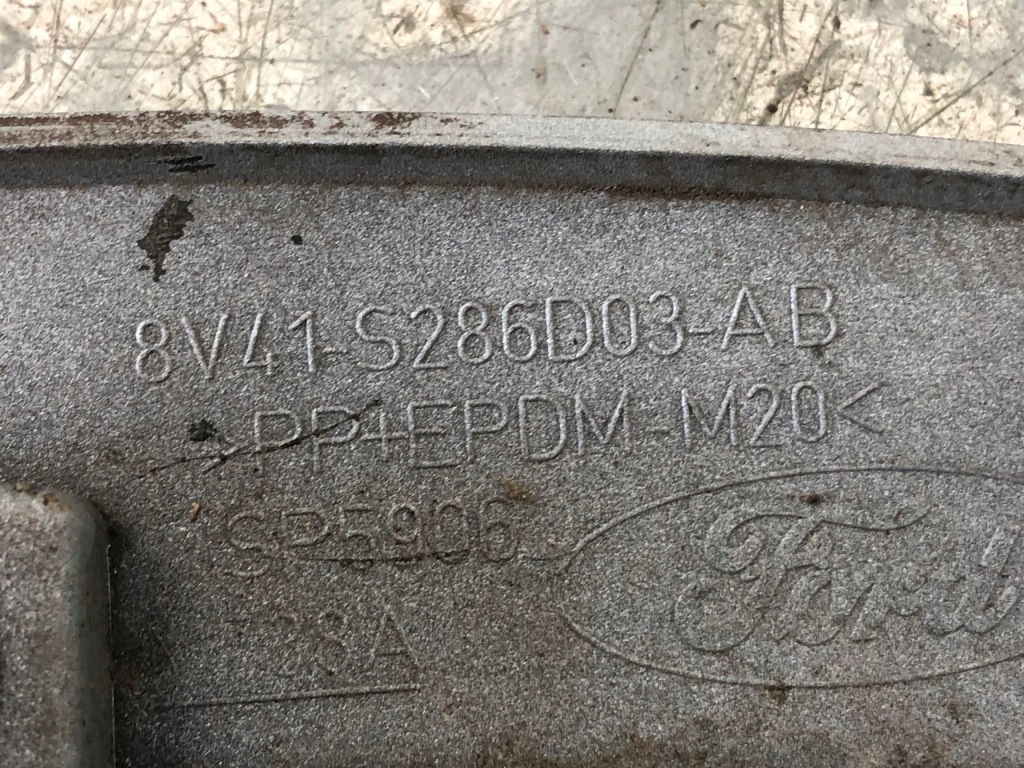 8V41-S286D03-AB
>PP+EPDM-M20<
SP5906
Ford